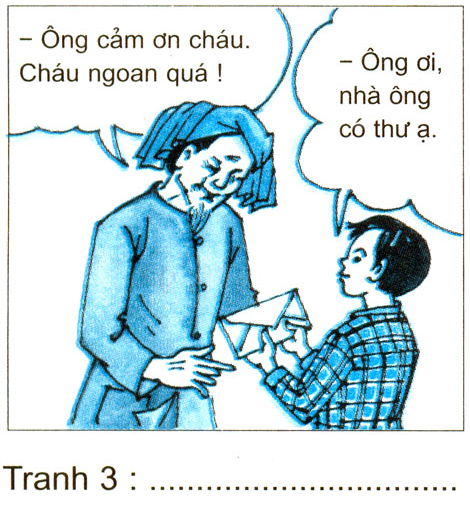 – Ông cảm ơn cháu.
Cháu ngoan quá !
– Ông ơi,
nhà ông
có thư ạ.
Tranh 3 : ..................................